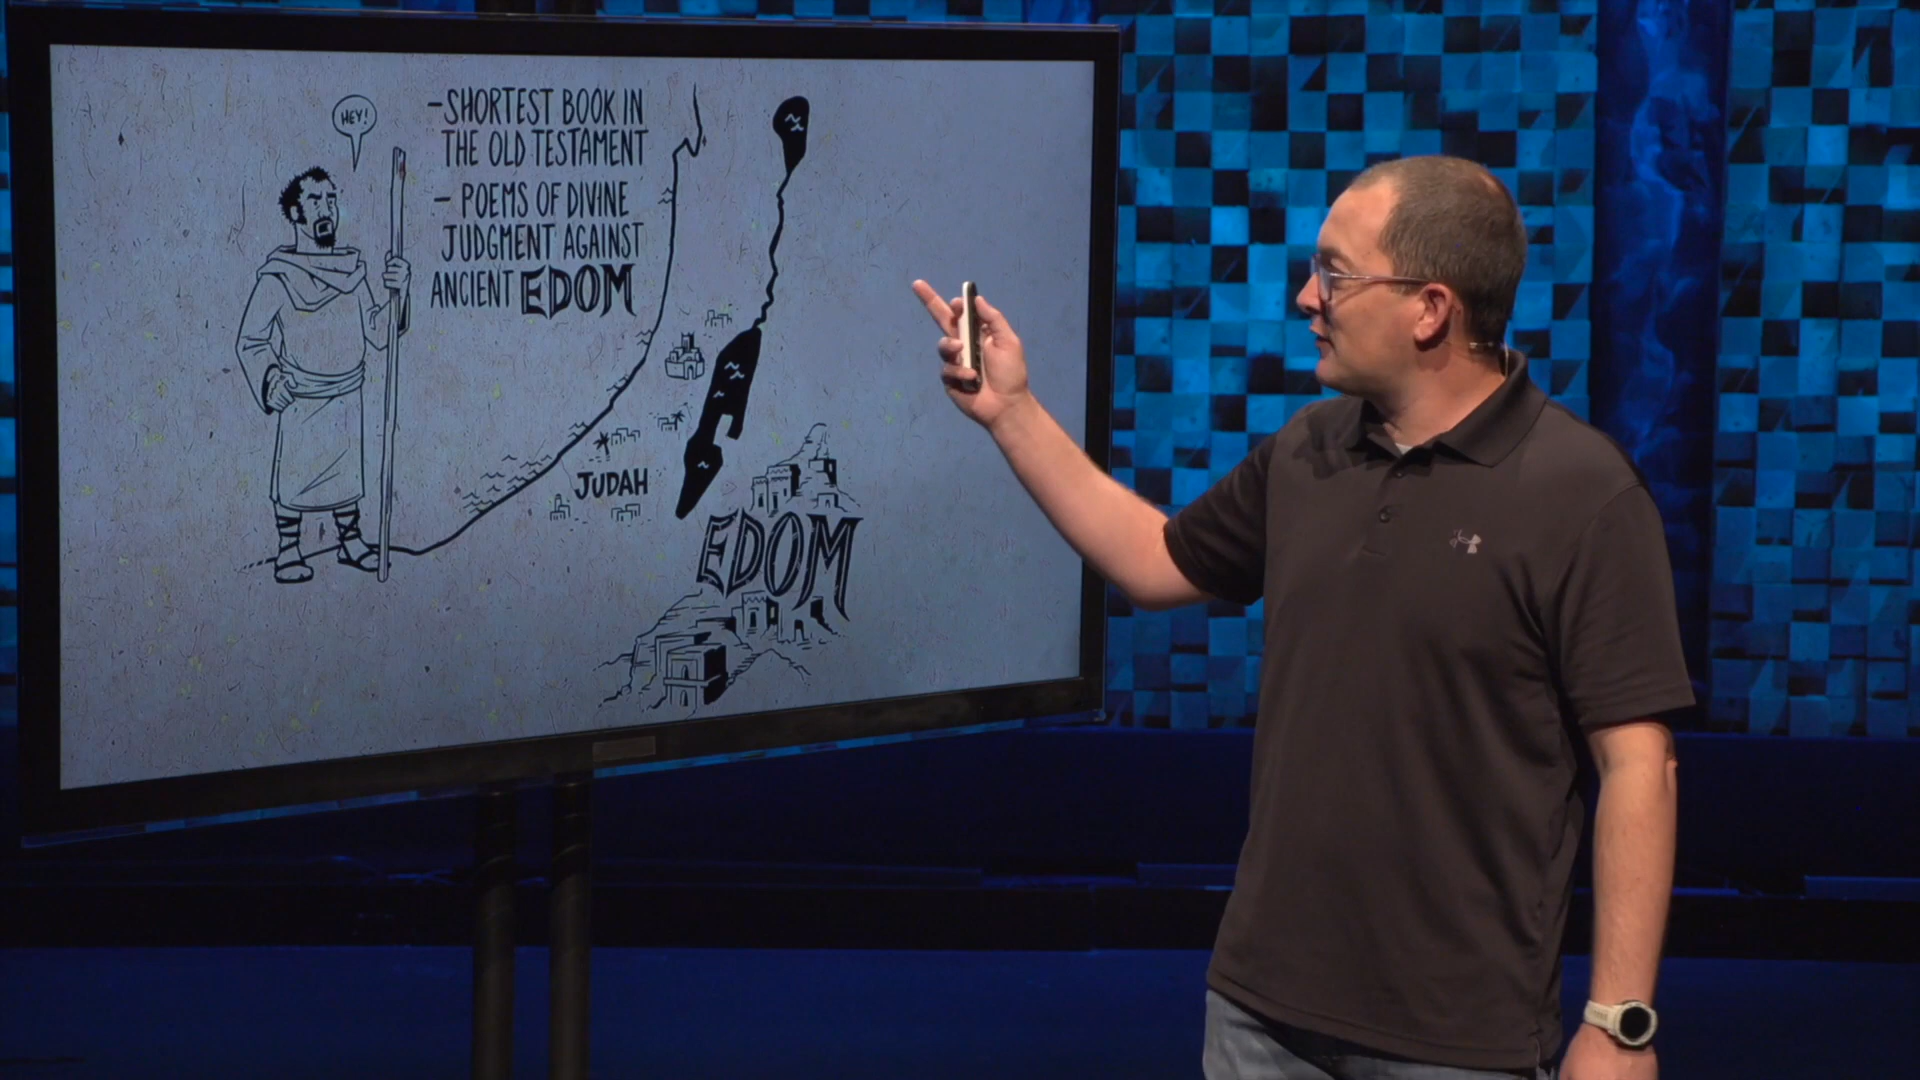 HEY!
-SHORTEST BOOK IN
THE OLD TESTAMENT
- POEMS OF DIVINE
JUDGMENT AGAINST
ANCIENT EDOM
JUDAH
EDOM